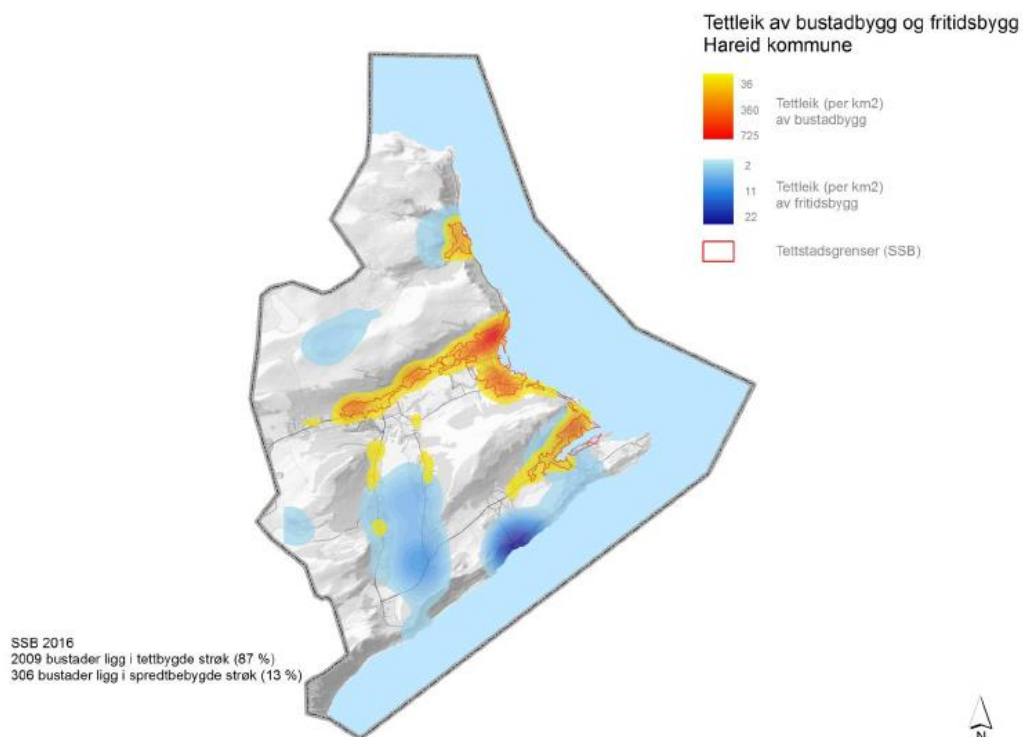 Tettleik av bustadbygg og fritidsbygg
Hareid kommune
36
360
725
Tettleik (per km2)
av bustadbygg
2
11
22
Tettleik (per km2)
av fritidsbygg
Tettstadsgrenser (SSB)
SSB 2016
2009 bustader ligg i tettbygde strøk (87 %)
306 bustader ligg i spredtbebygde strøk (13 %)
N